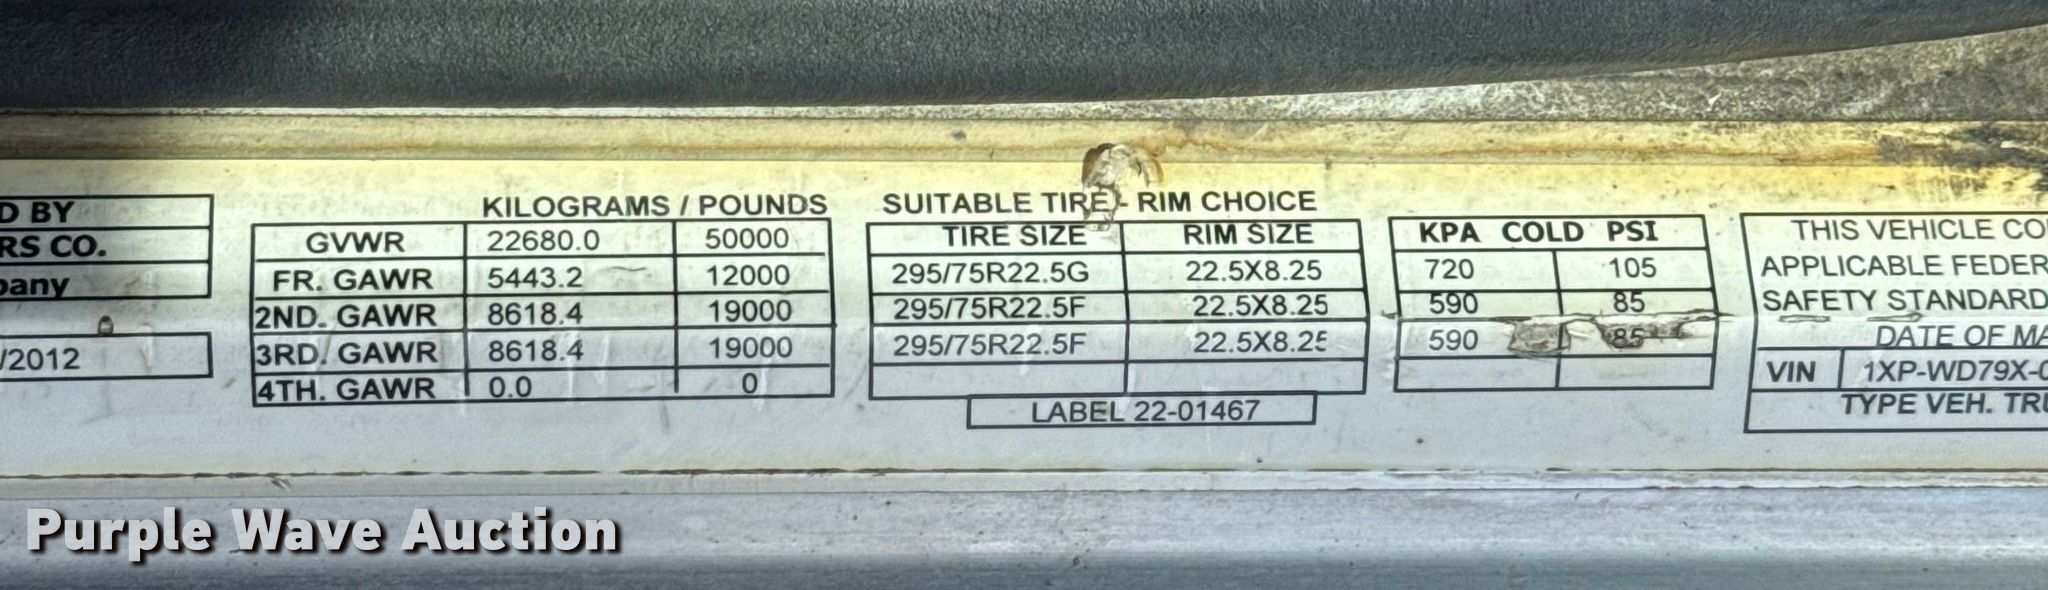 D BY
RS CO.
pany
/2012
KILOGRAMS / POUNDS
GVWR 22680.0 50000
FR. GAWR 5443.2 12000
2ND. GAWR 8618.4 19000
3RD. GAWR 8618.4 19000
4TH. GAWR 0.0 0
SUITABLE TIRE - RIM CHOICE
TIRE SIZE RIM SIZE
295/75R22.5G 22.5X8.25
295/75R22.5F 22.5X8.25
295/75R22.5F 22.5X8.25
LABEL 22-01467
KPA COLD PSI
720 105
590 85
590 85
THIS VEHICLE CO
APPLICABLE FEDER
SAFETY STANDARD
DATE OF MA
VIN 1XP-WD79X-
TYPE VEH. TRU
Purple Wave Auction